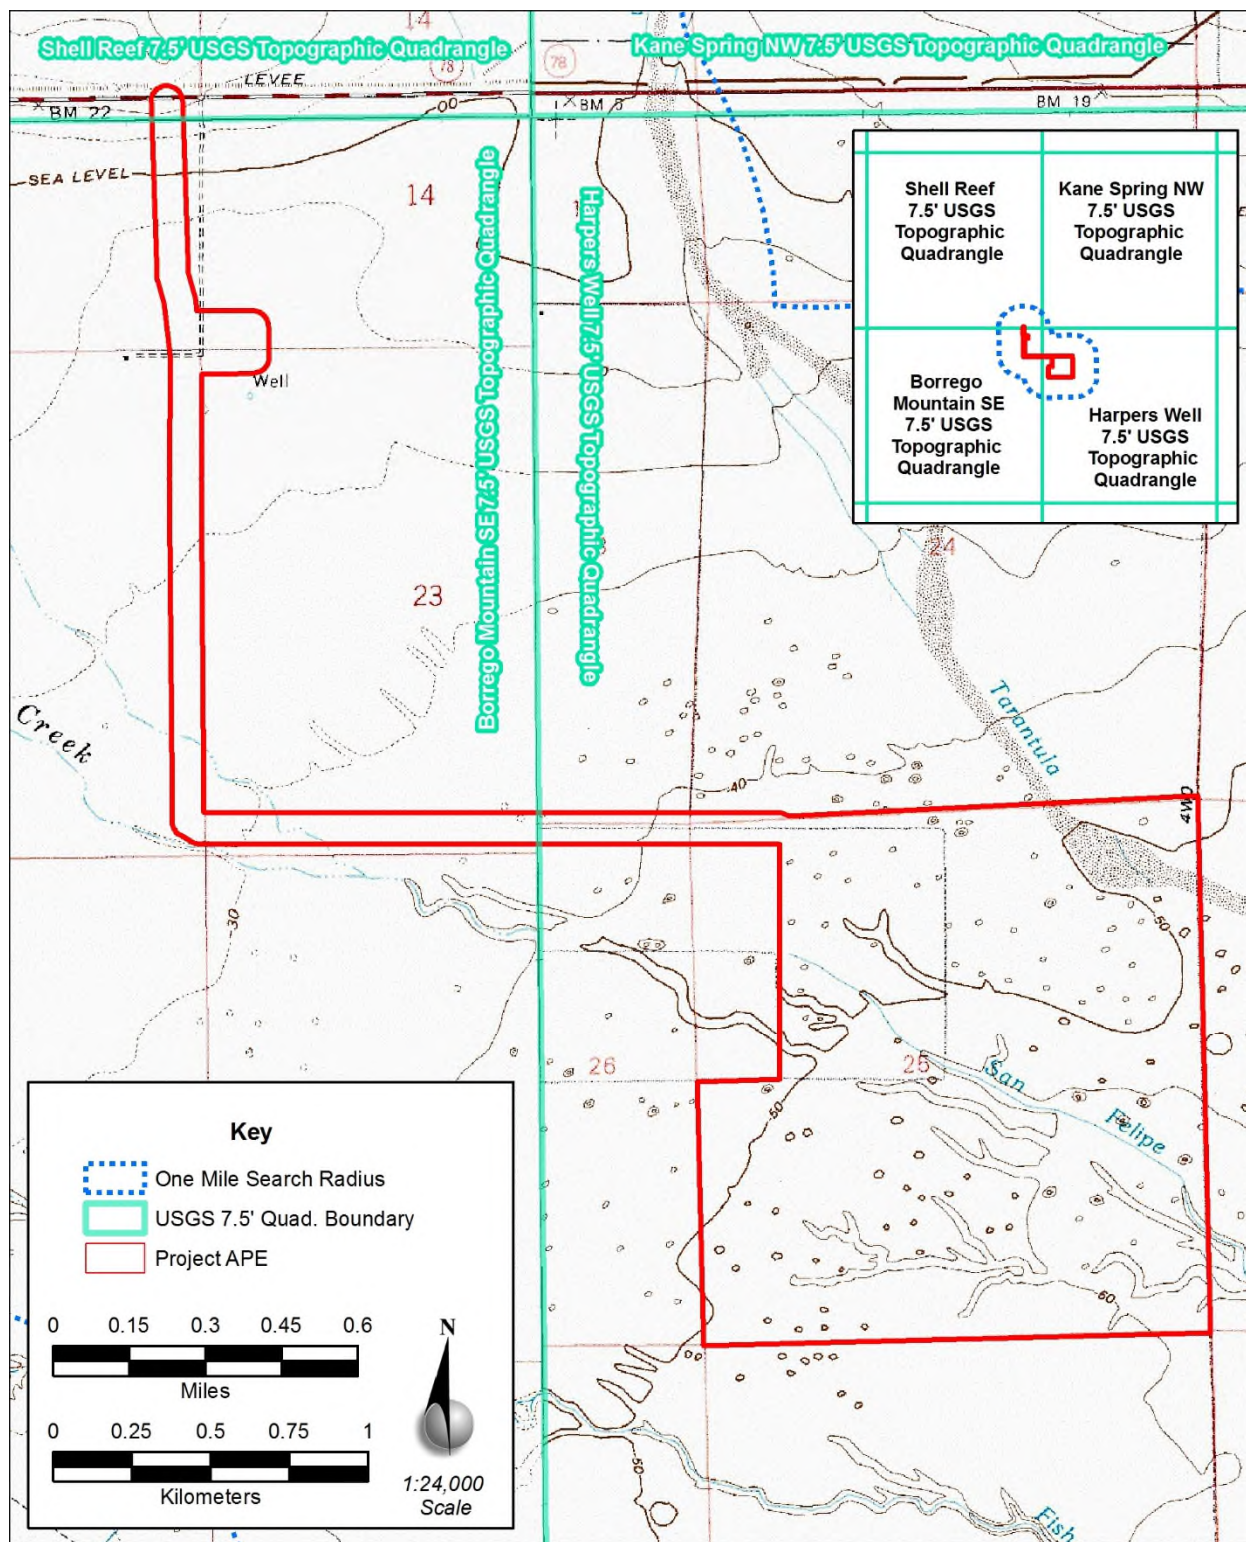 14
Shell Reef 7.5' USGS Topographic Quadrangle
Kane Spring NW 7.5' USGS Topographic Quadrangle
78
78
LEVEE
BM 22
00
BM 6
BM 19
SEA LEVEL
14
Borrego Mountain SE 7.5' USGS Topographic Quadrangle
Harpers Well 7.5' USGS Topographic Quadrangle
Shell Reef
7.5' USGS
Topographic
Quadrangle
Kane Spring NW
7.5' USGS
Topographic
Quadrangle
Borrego
Mountain SE
7.5' USGS
Topographic
Quadrangle
Harpers Well
7.5' USGS
Topographic
Quadrangle
Well
23
24
Creek
Tarantula
40
4WD
30
50
26
25
San
Felipe
50
60
50
Fish
Key
One Mile Search Radius
USGS 7.5' Quad. Boundary
Project APE
0 0.15 0.3 0.45 0.6
Miles
0 0.25 0.5 0.75 1
Kilometers
N
1:24,000
Scale